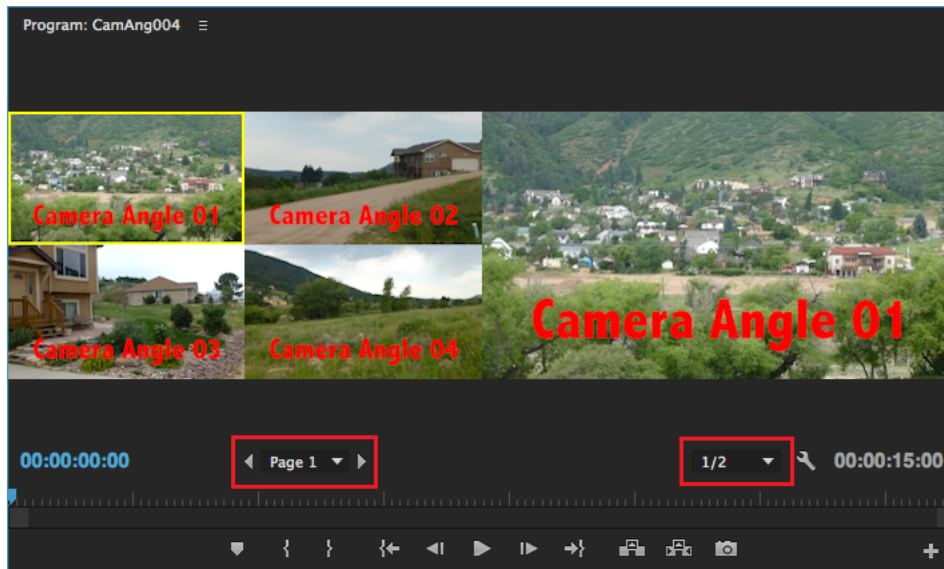 Program: CamAng004
Camera Angle 01
Camera Angle 02
Camera Angle 03
Camera Angle 04
Camera Angle 01
00:00:00:00
Page 1
1/2
00:00:15:00